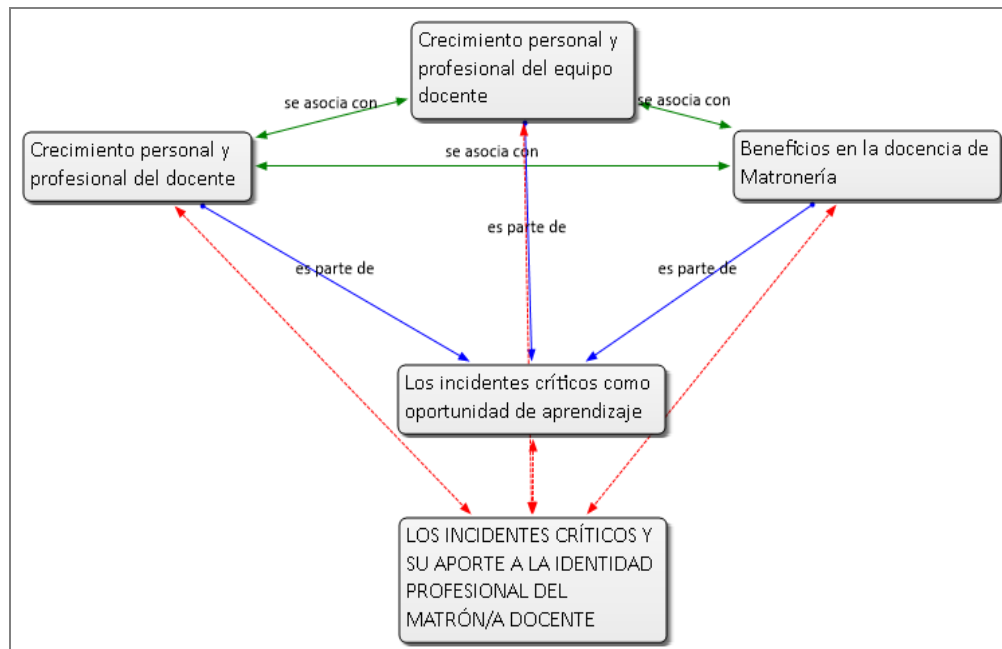 Crecimiento personal y
profesional del equipo
docente
se asocia con
se asocia con
Crecimiento personal y
profesional del docente
se asocia con
Beneficios en la docencia de
Matronería
es parte de
es parte de
es parte de
Los incidentes críticos como
oportunidad de aprendizaje
LOS INCIDENTES CRÍTICOS Y
SU APORTE A LA IDENTIDAD
PROFESIONAL DEL
MATRÓN/A DOCENTE